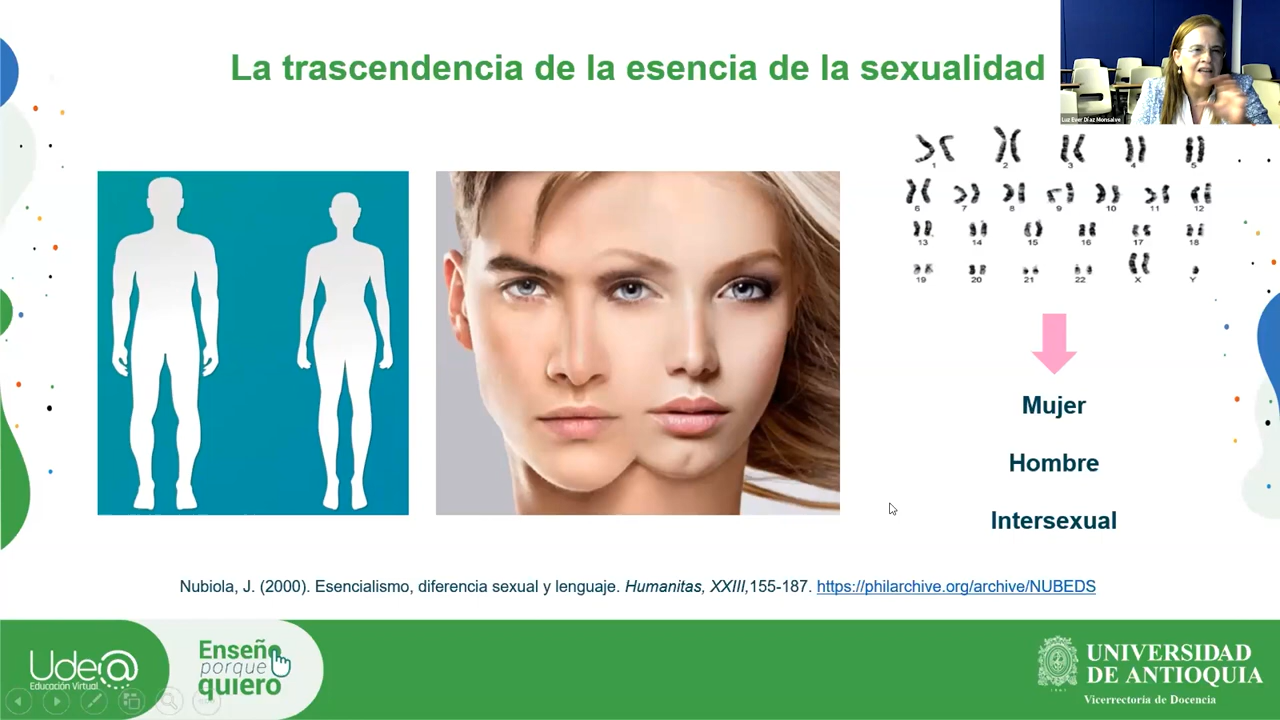 La trascendencia de la esencia de la sexualidad
Luz Ever Díaz Monsalve
1 2 3 4 5
6 7 8 9 10 11 12
13 14 15 16 17 18
19 20 21 22 X Y
Mujer
Hombre
Intersexual
Nubiola, J. (2000). Esencialismo, diferencia sexual y lenguaje. Humanitas, XXIII,155-187. https://philarchive.org/archive/NUBEDS
Ude@
Educación Virtual
Enseño
porque
quiero
UNIVERSIDAD
DE ANTIOQUIA
Vicerrectoría de Docencia